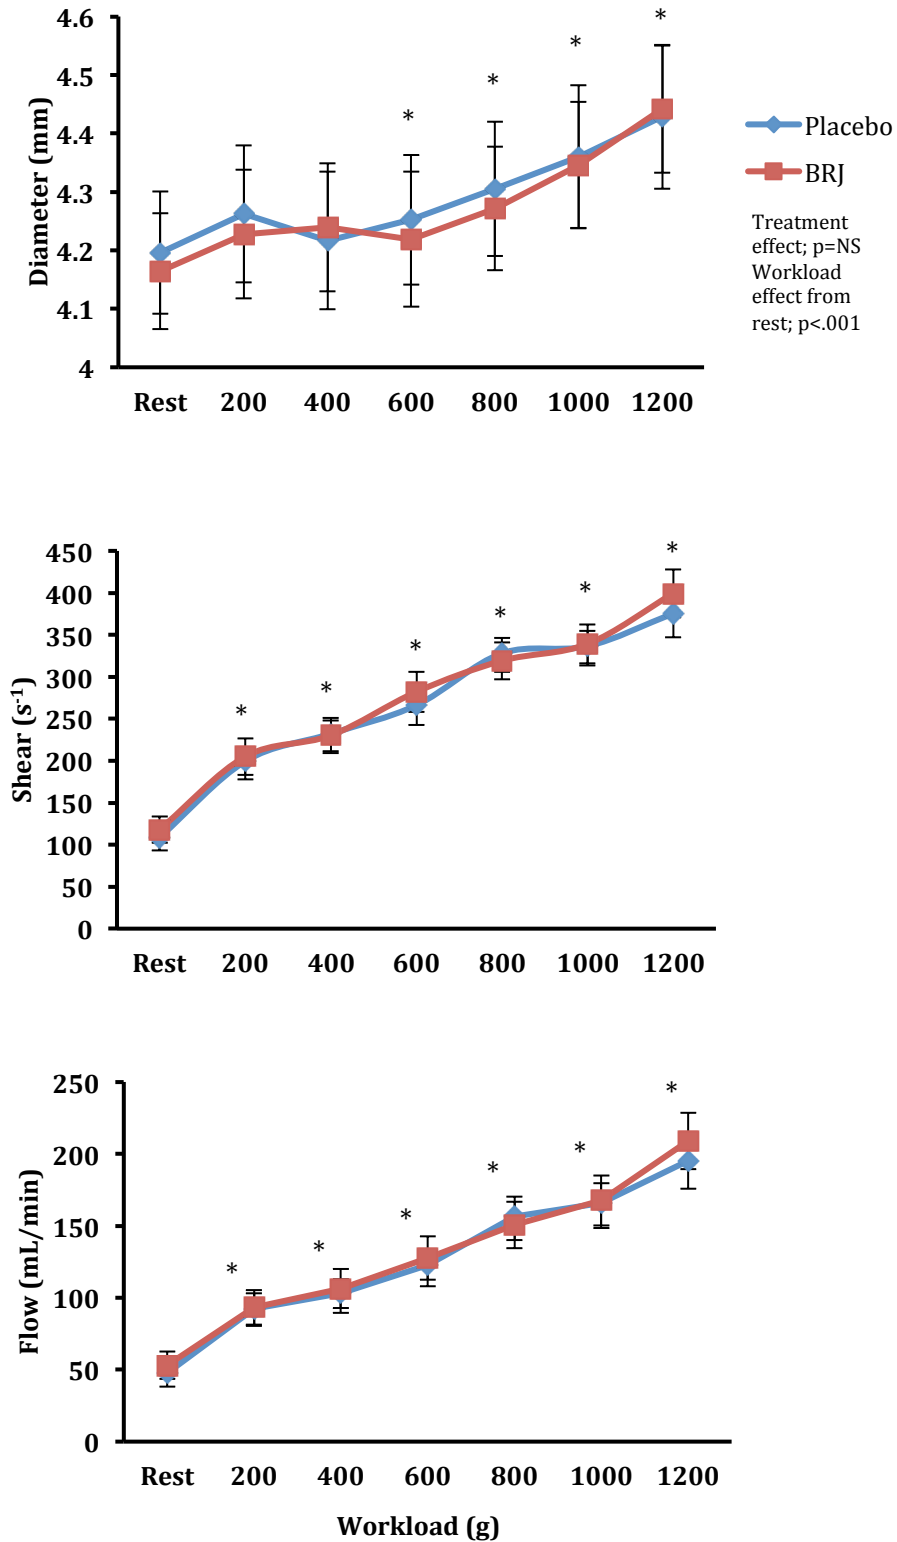 4.6
4.5
4.4
4.3
4.2
4.1
4
Diameter (mm)
* * * * *
Rest 200 400 600 800 1000 1200
Placebo
BRJ
Treatment
effect; p=NS
Workload
effect from
rest; p<.001
450
400
350
300
250
200
150
100
50
0
Shear (s-1)
* * * * * *
Rest 200 400 600 800 1000 1200
250
200
150
100
50
0
Flow (mL/min)
* * * * * *
Rest 200 400 600 800 1000 1200
Workload (g)